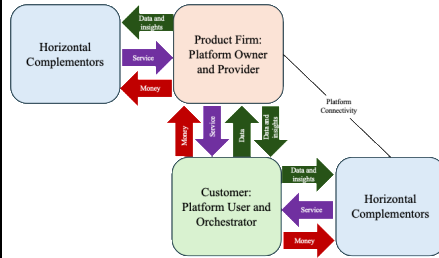 Data and
insights
Horizontal
Complementors
Service
Money
Product Firm:
Platform Owner
and Provider
Platform
Connectivity
Money
Service
Data
Data and
insights
Customer:
Platform User and
Orchestrator
Data and
insights
Service
Money
Horizontal
Complementors